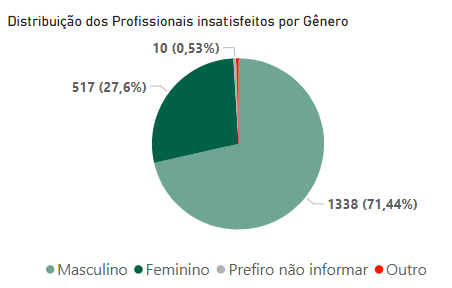 Distribuição dos Profissionais insatisfeitos por Gênero
10 (0,53%)
517 (27,6%)
1338 (71,44%)
Masculino Feminino Prefiro não informar Outro